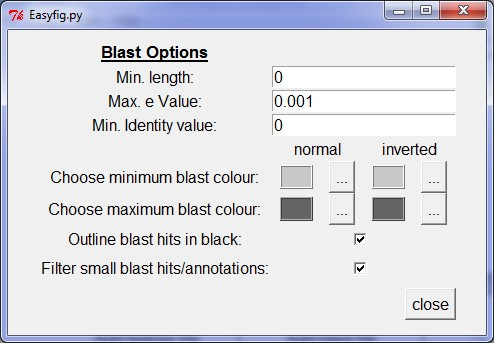 Easyfig.py
Blast Options
Min. length: 0
Max. e Value: 0.001
Min. Identity value: 0
normal inverted
Choose minimum blast colour: ... ...
Choose maximum blast colour: ... ...
Outline blast hits in black:
Filter small blast hits/annotations:
close